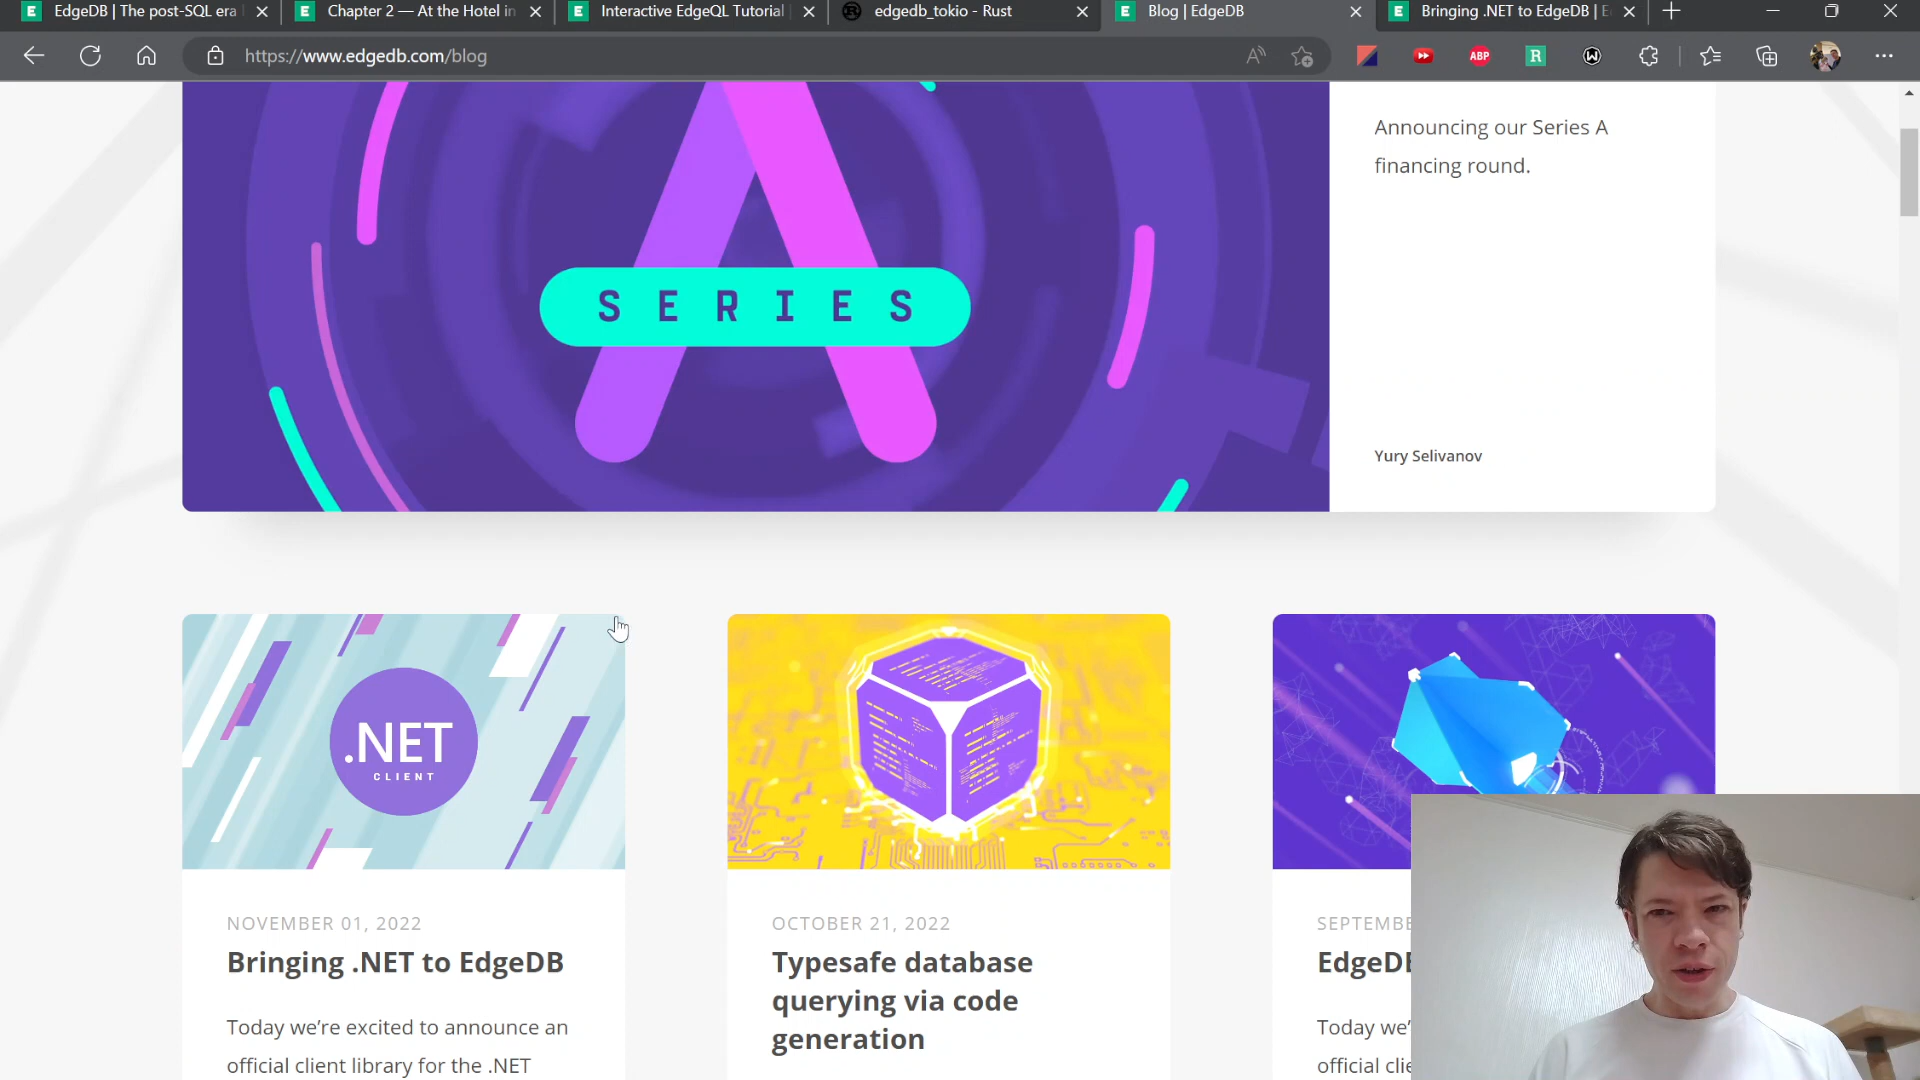 EdgeDB | The post-SQL era
Chapter 2 — At the Hotel in
Interactive EdgeQL Tutorial
edgedb_tokio - Rust
Blog | EdgeDB
Bringing .NET to EdgeDB | E
https://www.edgedb.com/blog
ABP
R
W
SERIES
Announcing our Series A
financing round.
Yury Selivanov
.NET
CLIENT
NOVEMBER 01, 2022
Bringing .NET to EdgeDB
Today we’re excited to announce an
official client library for the .NET
OCTOBER 21, 2022
Typesafe database
querying via code
generation
SEPTEMBE
EdgeDB
Today we’
official clie